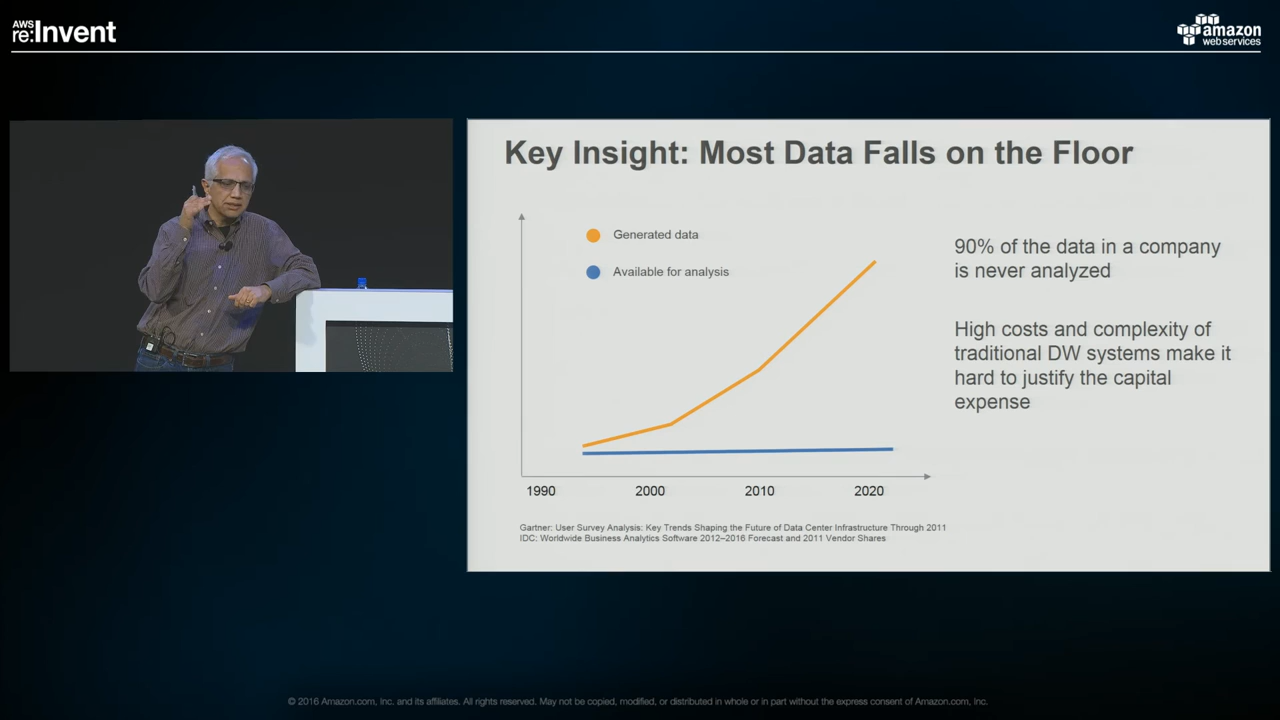 AWS
re:Invent
amazon
web services
Key Insight: Most Data Falls on the Floor
Generated data
Available for analysis
90% of the data in a company
is never analyzed
High costs and complexity of
traditional DW systems make it
hard to justify the capital
expense
1990 2000 2010 2020
Gartner: User Survey Analysis: Key Trends Shaping the Future of Data Center Infrastructure Through 2011
IDC: Worldwide Business Analytics Software 2012–2016 Forecast and 2011 Vendor Shares
© 2016 Amazon.com, Inc. and its affiliates. All rights reserved. May not be copied, modified, or distributed in whole or in part without the express consent of Amazon.com, Inc.